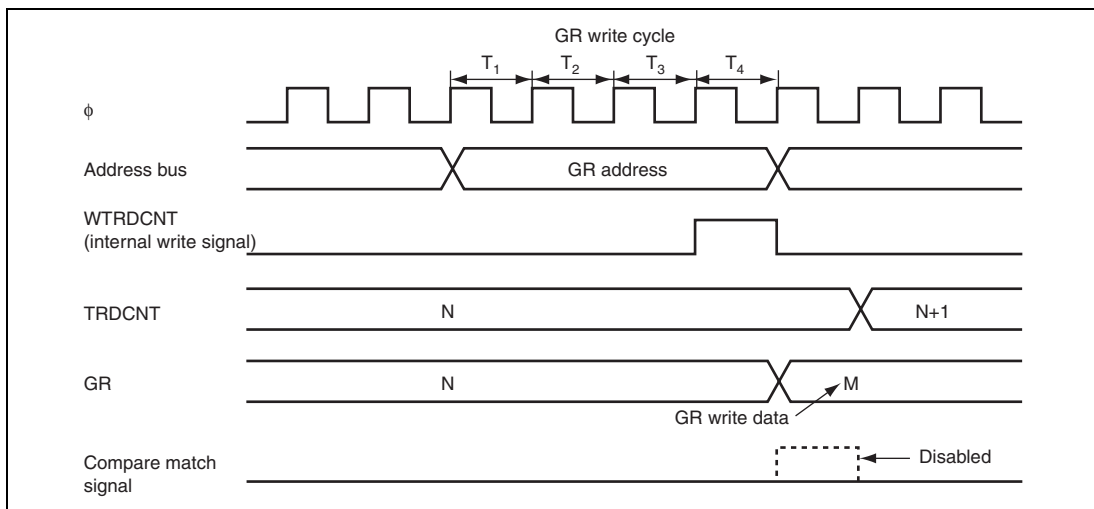 GR write cycle
T1 T2 T3 T4
ϕ
Address bus
GR address
WTRDCNT
(internal write signal)
TRDCNT
N
N+1
GR
N
M
GR write data
Compare match
signal
Disabled